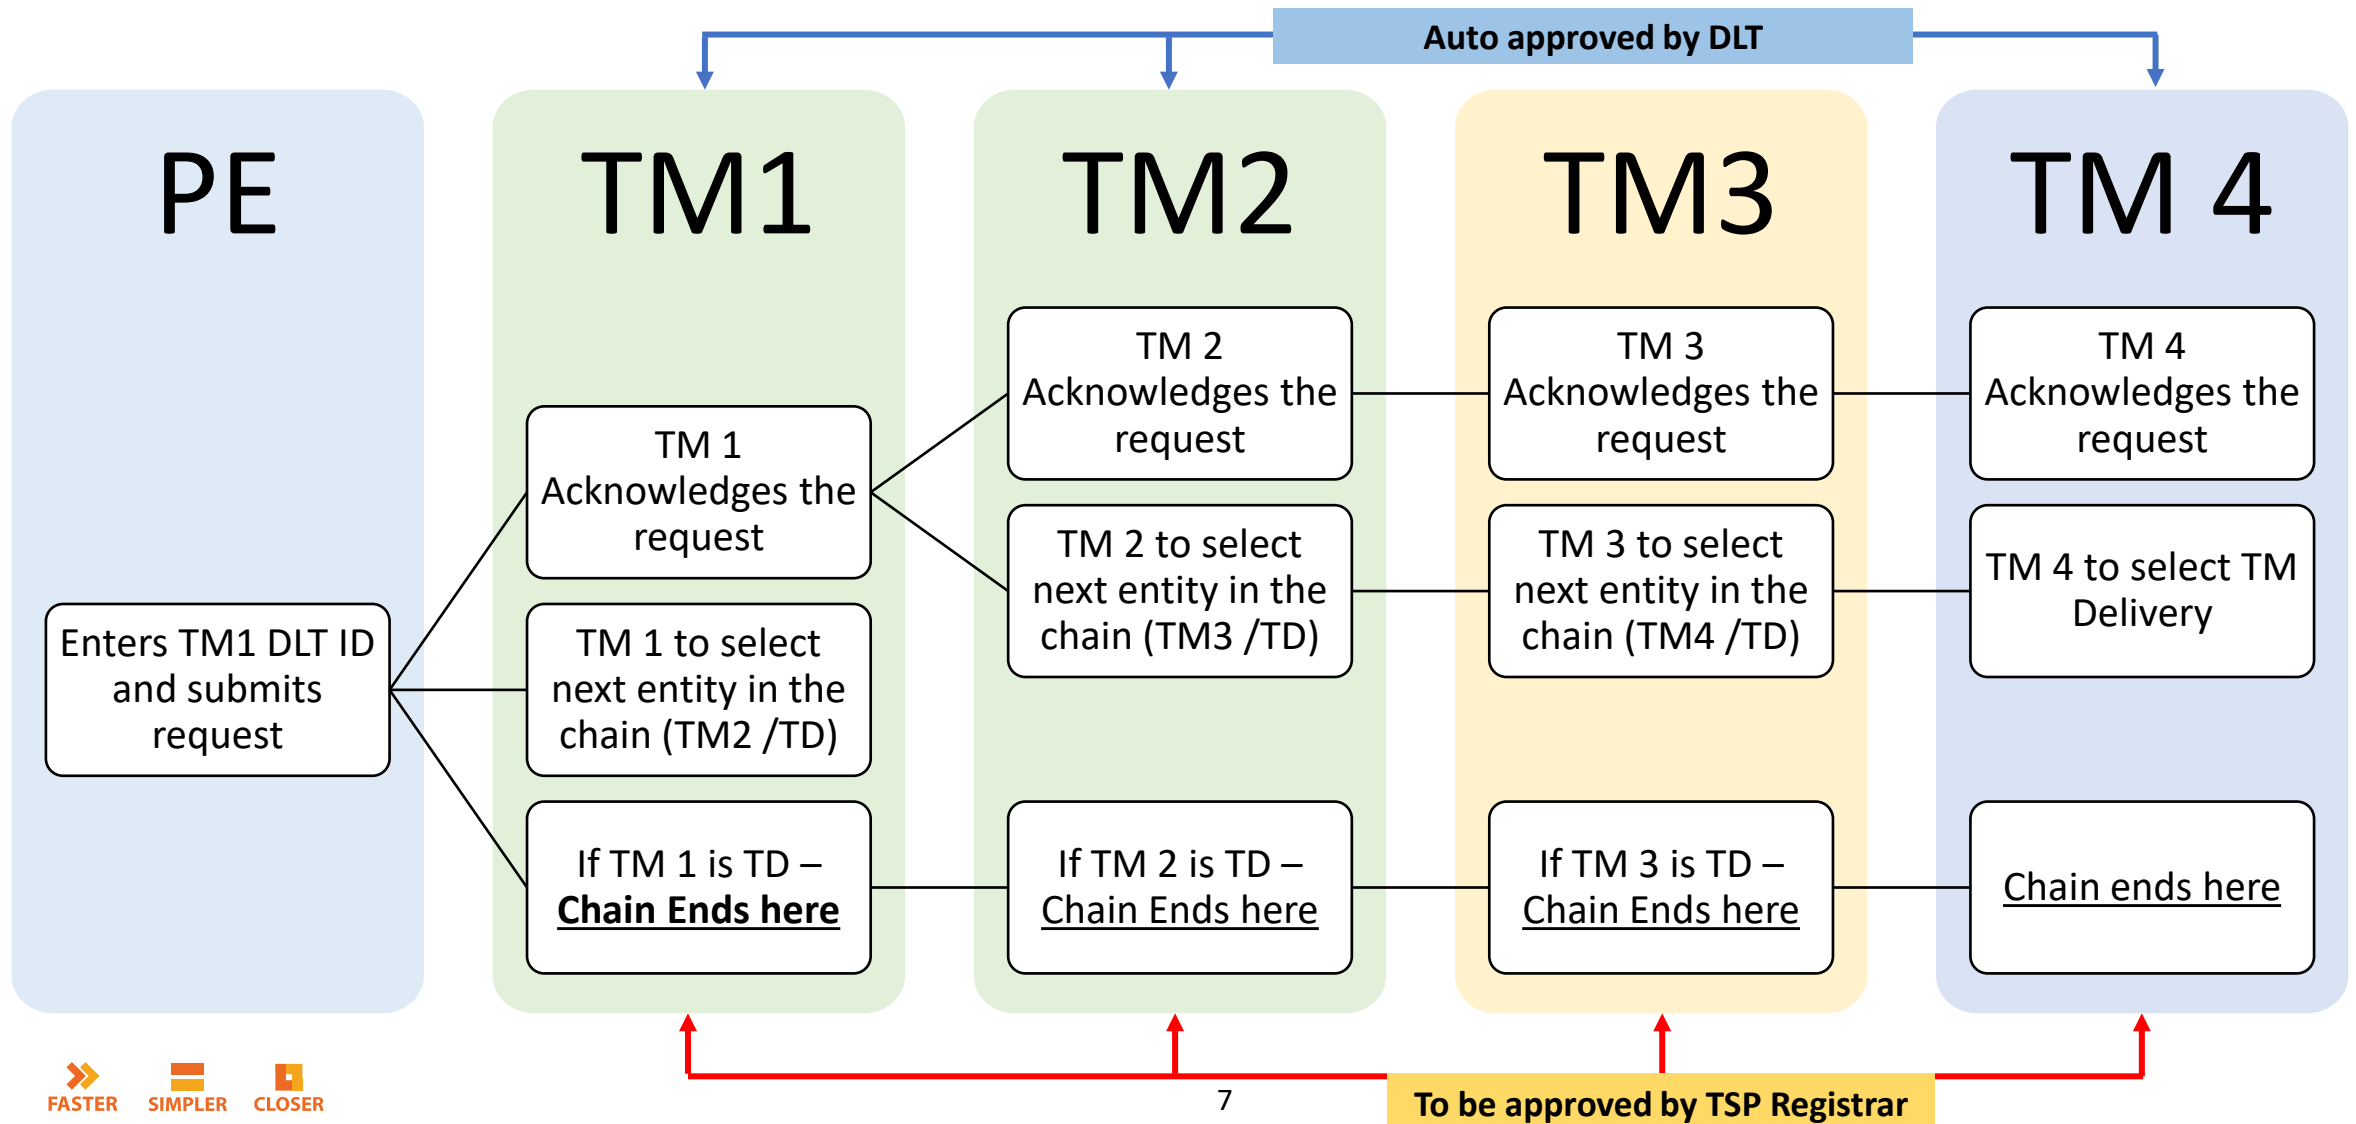 Auto approved by DLT
PE
TM1
TM2
TM3
TM 4
Enters TM1 DLT ID
and submits
request
TM 1
Acknowledges the
request
TM 1 to select
next entity in the
chain (TM2 /TD)
If TM 1 is TD –
Chain Ends here
TM 2
Acknowledges the
request
TM 2 to select
next entity in the
chain (TM3 /TD)
If TM 2 is TD –
Chain Ends here
TM 3
Acknowledges the
request
TM 3 to select
next entity in the
chain (TM4 /TD)
If TM 3 is TD –
Chain Ends here
TM 4
Acknowledges the
request
TM 4 to select TM
Delivery
Chain ends here
FASTER
SIMPLER
CLOSER
7
To be approved by TSP Registrar